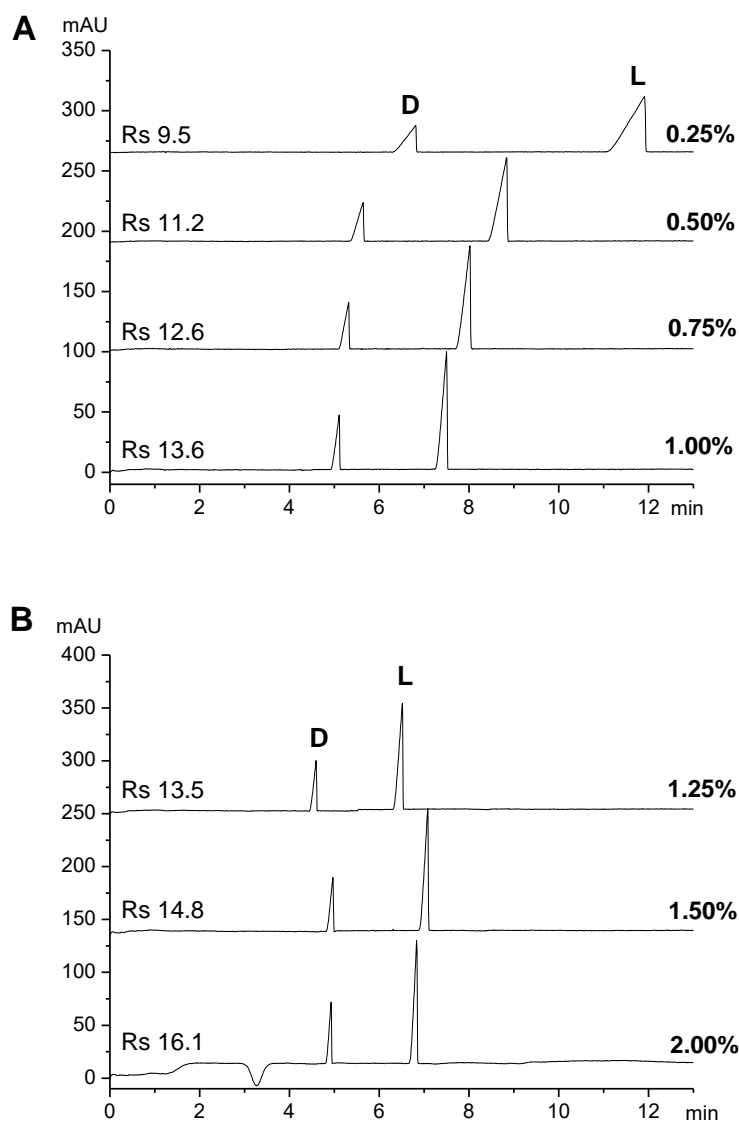 A
mAU
350
300
250
200
150
100
50
0
D
L
Rs 9.5
0.25%
Rs 11.2
0.50%
Rs 12.6
0.75%
Rs 13.6
1.00%
0 2 4 6 8 10 12 min
B
mAU
400
350
300
250
200
150
100
50
0
D
L
Rs 13.5
1.25%
Rs 14.8
1.50%
Rs 16.1
2.00%
0 2 4 6 8 10 12 min